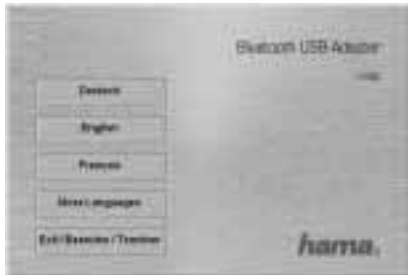 Bluetooth USB Adapter
Deutsch
English
Français
More Languages
Exit / Beenden / Terminer
hama.